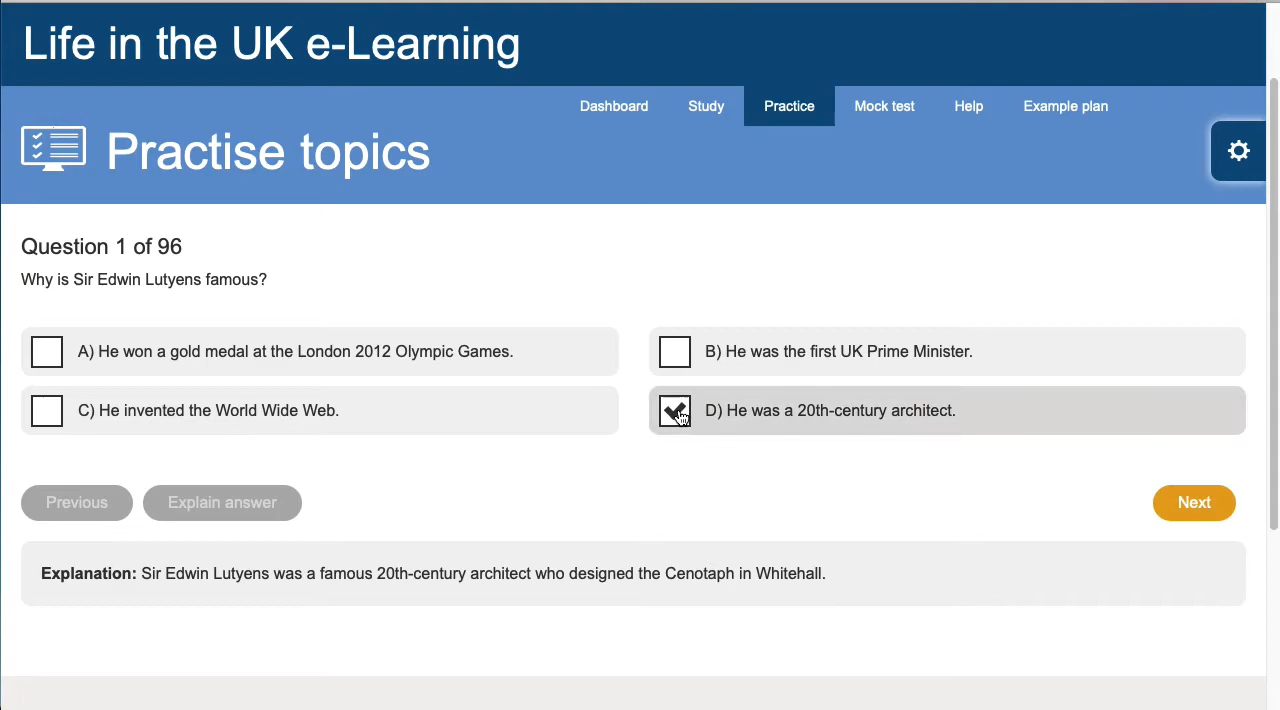 Life in the UK e-Learning
Dashboard Study Practice Mock test Help Example plan
Practise topics
Question 1 of 96
Why is Sir Edwin Lutyens famous?
A) He won a gold medal at the London 2012 Olympic Games.
B) He was the first UK Prime Minister.
C) He invented the World Wide Web.
D) He was a 20th-century architect.
Previous Explain answer Next
Explanation: Sir Edwin Lutyens was a famous 20th-century architect who designed the Cenotaph in Whitehall.